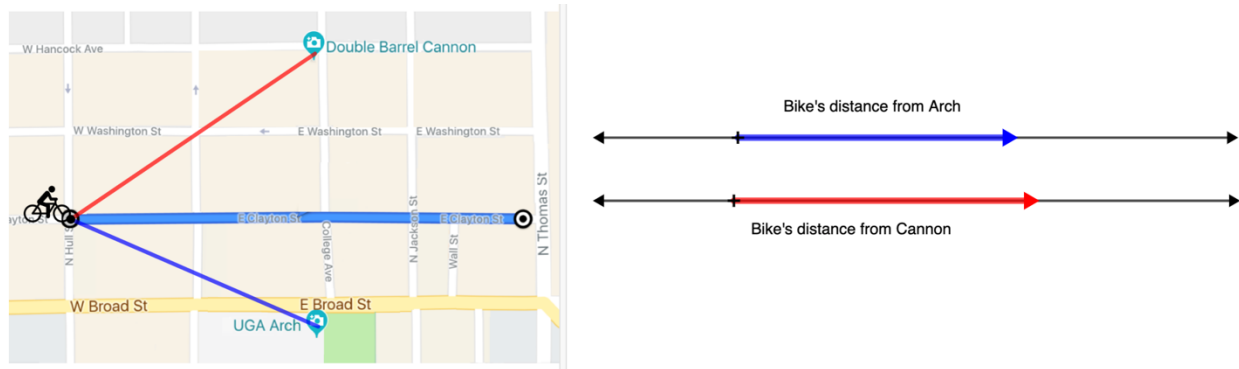 W Hancock Ave
Double Barrel Cannon
W Washington St
E Washington St
E Washington St
E Clayton St
E Clayton St
N Hull S
College Ave
N Jackson St
Wall St
N Thomas St
W Broad St
E Broad St
UGA Arch
Bike's distance from Arch
Bike's distance from Cannon